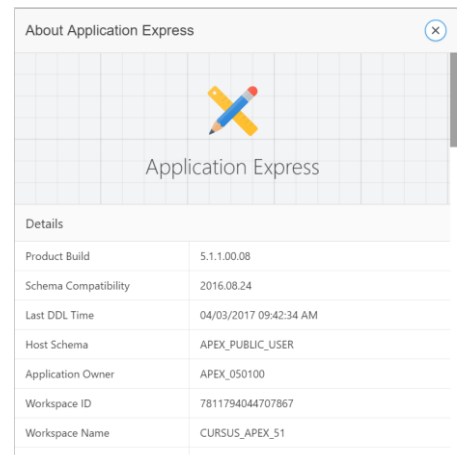 About Application Express
Application Express
Details
Product Build 5.1.1.00.08
Schema Compatibility 2016.08.24
Last DDL Time 04/03/2017 09:42:34 AM
Host Schema APEX_PUBLIC_USER
Application Owner APEX_050100
Workspace ID 7811794044707867
Workspace Name CURSUS_APEX_51